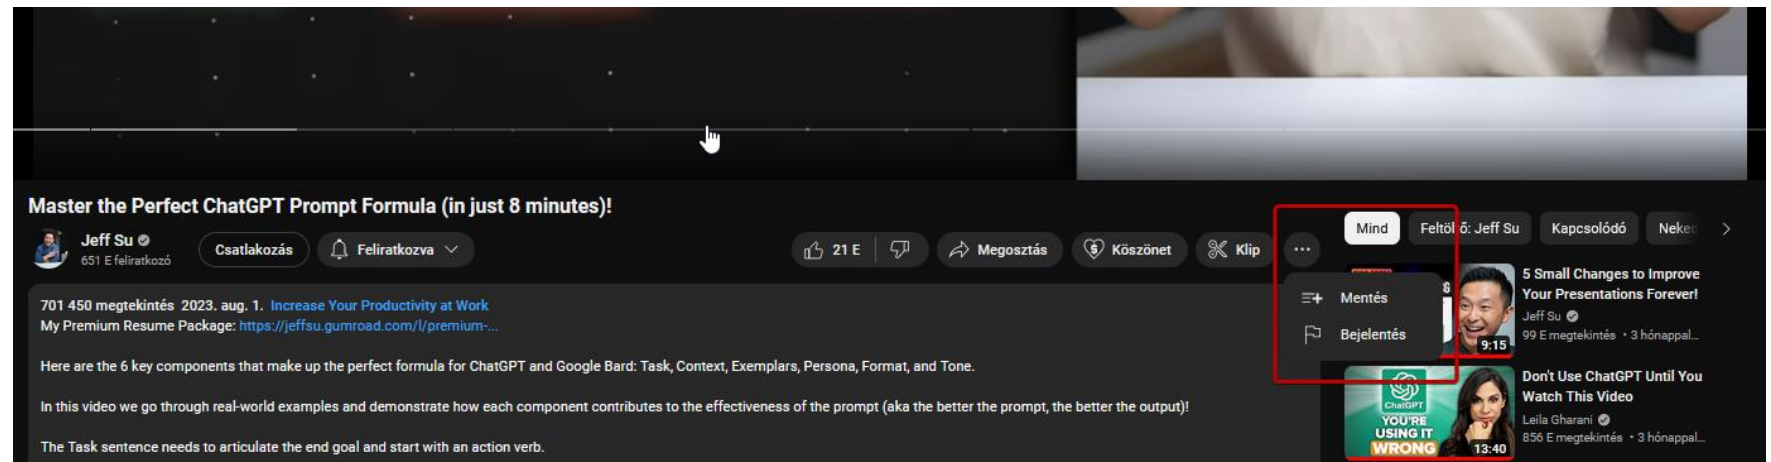 Master the Perfect ChatGPT Prompt Formula (in just 8 minutes)!
Jeff Su
651 E feliratkozó
Csatlakozás
Feliratkozva
21 E
Megosztás
Köszönet
Klip
Mentés
Bejelentés
701 450 megtekintés 2023. aug. 1. Increase Your Productivity at Work
My Premium Resume Package: https://jeffsu.gumroad.com/l/premium-...
Here are the 6 key components that make up the perfect formula for ChatGPT and Google Bard: Task, Context, Exemplars, Persona, Format, and Tone.
In this video we go through real-world examples and demonstrate how each component contributes to the effectiveness of the prompt (aka the better the prompt, the better the output)!
The Task sentence needs to articulate the end goal and start with an action verb.
Mind
Feltöltő: Jeff Su
Kapcsolódó
Neked
9:15
5 Small Changes to Improve
Your Presentations Forever!
Jeff Su
99 E megtekintés • 3 hónappal...
ChatGPT
YOU'RE
USING IT
WRONG
13:40
Don't Use ChatGPT Until You
Watch This Video
Leila Gharani
856 E megtekintés • 3 hónappal...